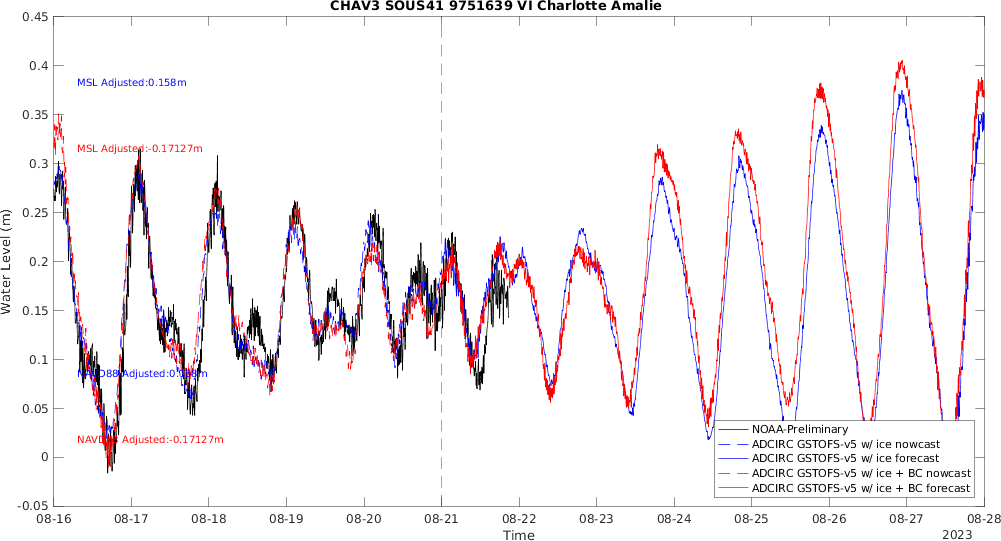 CHAV3 SOUS41 9751639 VI Charlotte Amalie
0.45
0.4
0.35
0.3
0.25
0.2
0.15
0.1
0.05
0
-0.05
Water Level (m)
MSL Adjusted:0.158m
MSL Adjusted:-0.17127m
Adjusted:
NAVD88 Adjusted:-0.17127m
NOAA-Preliminary
ADCIRC GSTOFS-v5 w/ ice nowcast
ADCIRC GSTOFS-v5 w/ ice forecast
ADCIRC GSTOFS-v5 w/ ice + BC nowcast
ADCIRC GSTOFS-v5 w/ ice + BC forecast
08-16 08-17 08-18 08-19 08-20 08-21 08-22 08-23 08-24 08-25 08-26 08-27 08-28
Time
2023